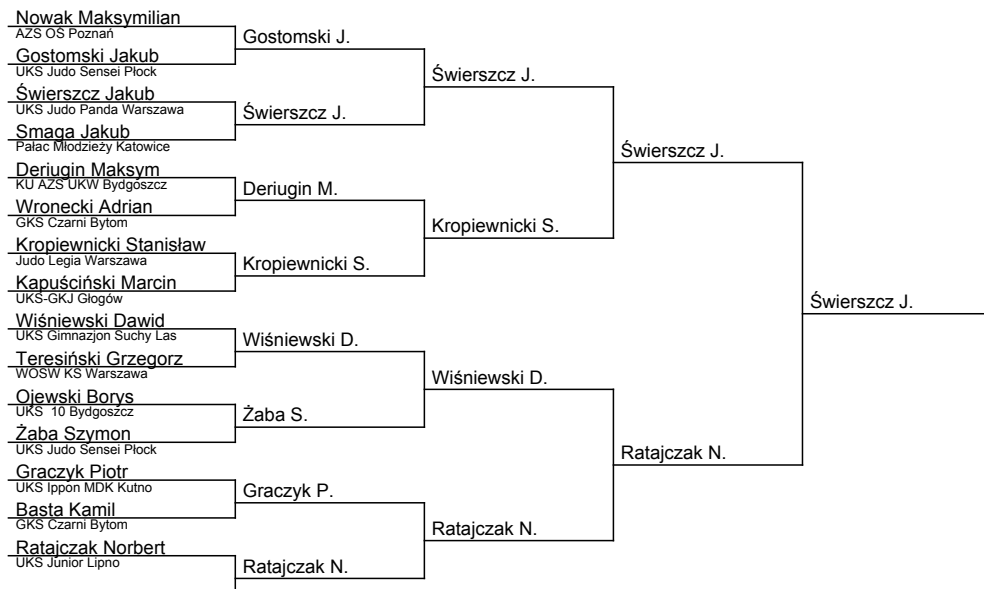 Nowak Maksymilian
AZS OŚ Poznań
Gostomski J.
Gostomski Jakub
UKS Judo Sensei Płock
Świerszcz J.
Świerszcz Jakub
UKS Judo Panda Warszawa
Świerszcz J.
Smaga Jakub
Pałac Młodzieży Katowice
Świerszcz J.
Deriugin Maksym
KU AZS UKW Bydgoszcz
Deriugin M.
Wronecki Adrian
GKS Czarni Bytom
Kropiewnicki S.
Kropiewnicki Stanisław
Judo Legia Warszawa
Kropiewnicki S.
Kapuściński Marcin
UKS-GKJ Głogów
Świerszcz J.
Wiśniewski Dawid
UKS Gimnazjon Suchy Las
Wiśniewski D.
Teresiński Grzegorz
WOSW KS Warszawa
Wiśniewski D.
Ojewski Borys
UKS 10 Bydgoszcz
Żaba S.
Żaba Szymon
UKS Judo Sensei Płock
Ratajczak N.
Graczyk Piotr
UKS Ippon MDK Kutno
Graczyk P.
Basta Kamil
GKS Czarni Bytom
Ratajczak N.
Ratajczak Norbert
UKS Junior Lipno
Ratajczak N.